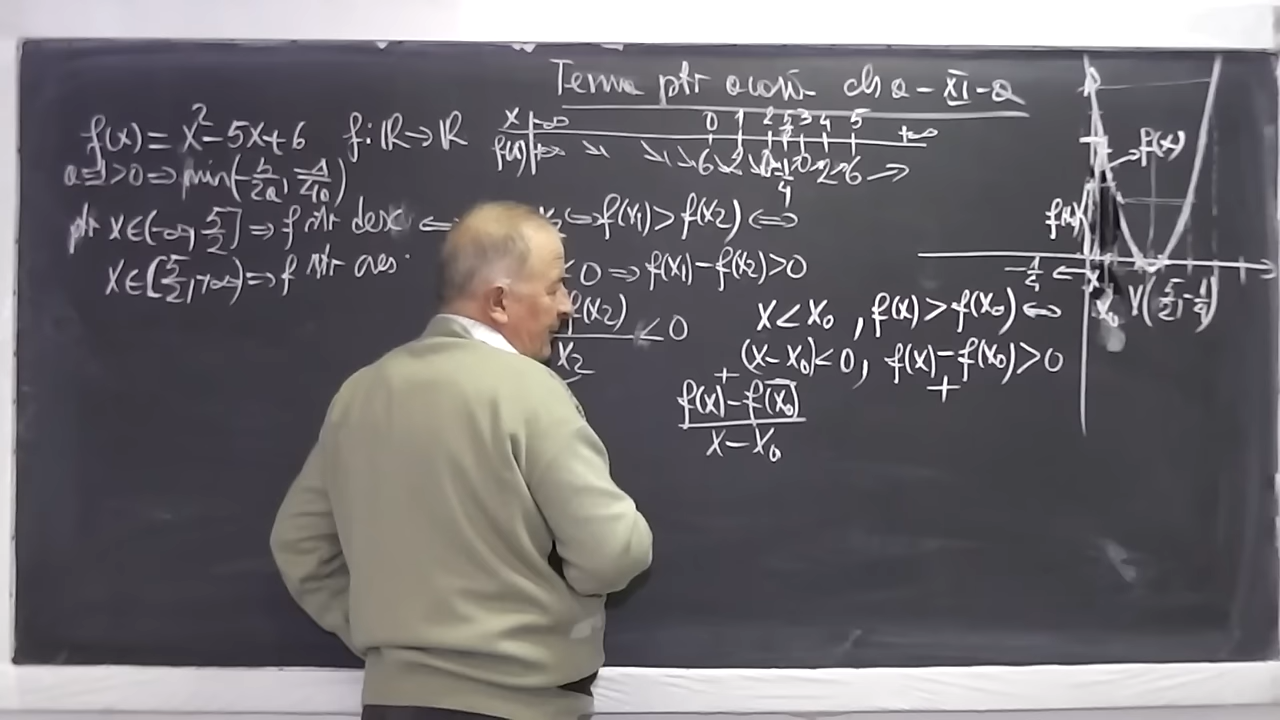 Tema ptr acasă cls a-XI-a
f(x) = x² - 5x + 6   f: ℝ → ℝ
a=1>0 ⇒ min(-b/2a, -Δ/4a)
ptr x∈(-∞, 5/2] ⇒ f str desc ⇔
x∈[5/2, +∞) ⇒ f str cres.
x -∞ 0 1 2 5/2 3 4 5 +∞
f(x) +∞ ↘ ↘ ↘ 6 ↘ 2 ↘ 0 -1/4 0 2 6 ↗
⇔ f(x₁) > f(x₂) ⇔
< 0 ⇒ f(x₁) - f(x₂) > 0
f(x₂)
x₂
< 0
x < x₀ , f(x) > f(x₀) ⇔
(x - x₀) < 0, f(x) - f(x₀) > 0
+
+
f(x) - f(x₀)
x - x₀
f(x)
f(x)
-1/4
x
x₀
V(5/2, -1/4)